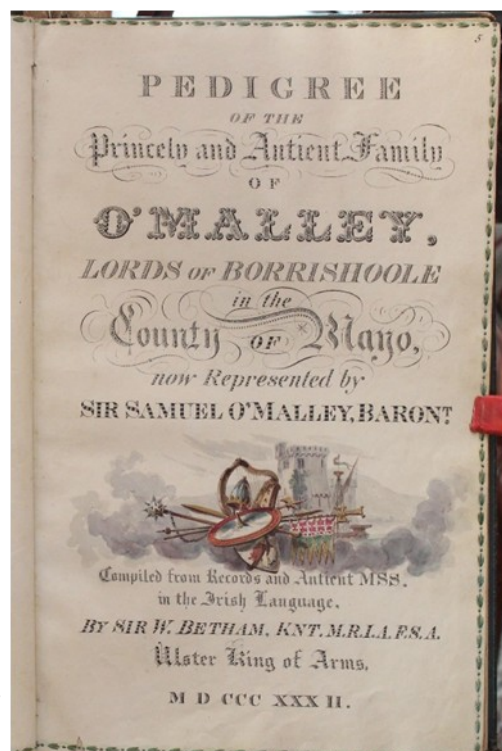 5
PEDIGREE
OF THE
Princely and Antient Family
OF
O'MALLEY,
LORDS OF BORRISHOOLE
in the
County OF Mayo,
now Represented by
SIR SAMUEL O'MALLEY, BARONT.
Compiled from Records and Antient MSS.
in the Irish Language.
BY SIR W. BETHAM, KNT. M.R.I.A. F.S.A.
Ulster King of Arms.
M D CCC XXX II.